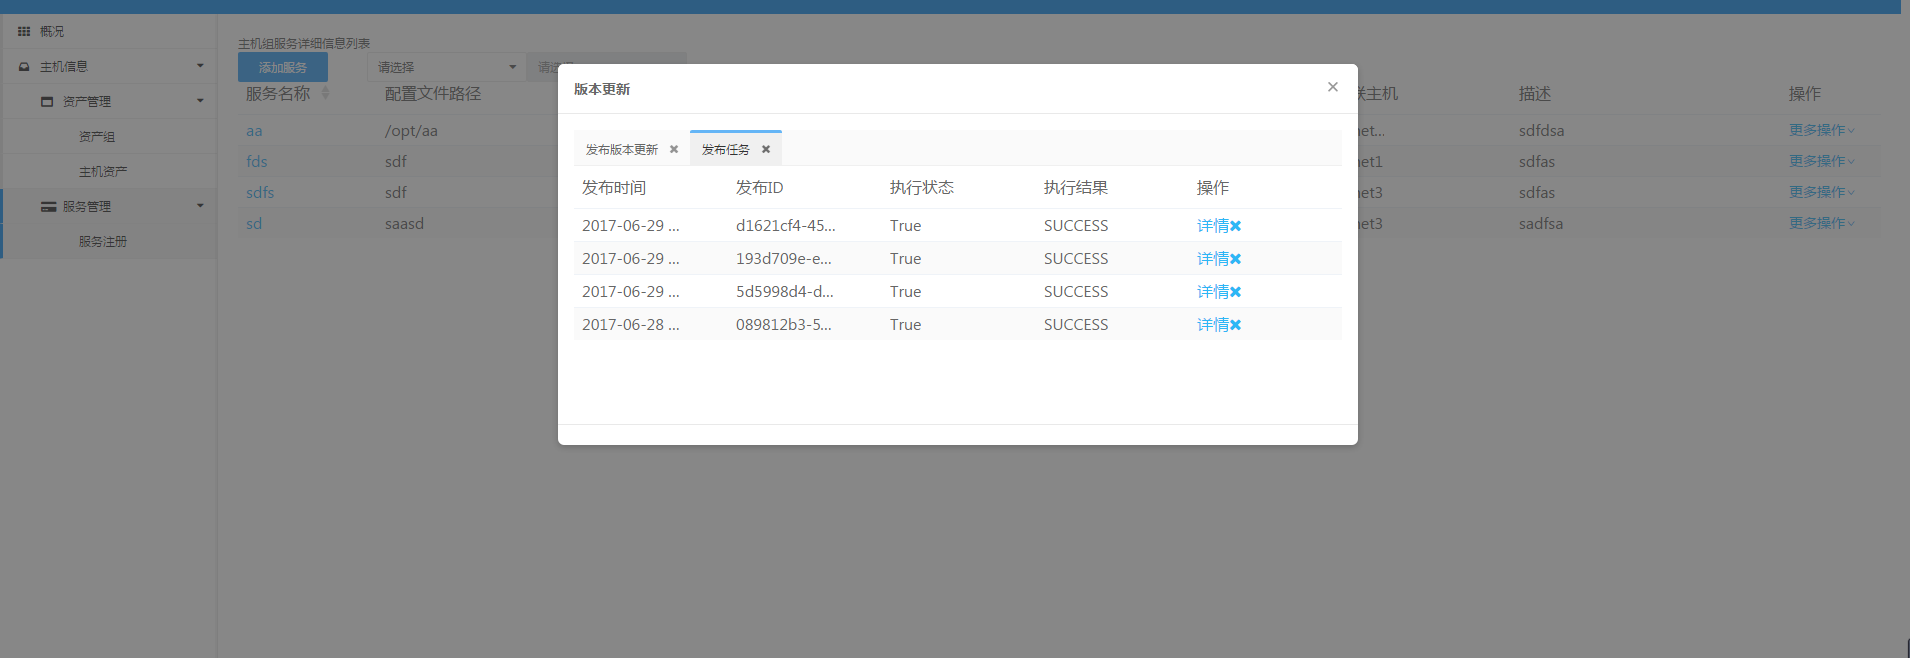 概况
主机信息
资产管理
资产组
主机资产
服务管理
服务注册
主机组服务详细信息列表
添加服务 请选择
服务名称 配置文件路径 主机 描述 操作
aa /opt/aa sdfdsa 更多操作
fds sdf sdfas 更多操作
sdfs sdf sdfas 更多操作
sd saasd sadfsa 更多操作
版本更新
发布版本更新 发布任务
发布时间 发布ID 执行状态 执行结果 操作
2017-06-29 ... d1621cf4-45... True SUCCESS 详情
2017-06-29 ... 193d709e-e... True SUCCESS 详情
2017-06-29 ... 5d5998d4-d... True SUCCESS 详情
2017-06-28 ... 089812b3-5... True SUCCESS 详情